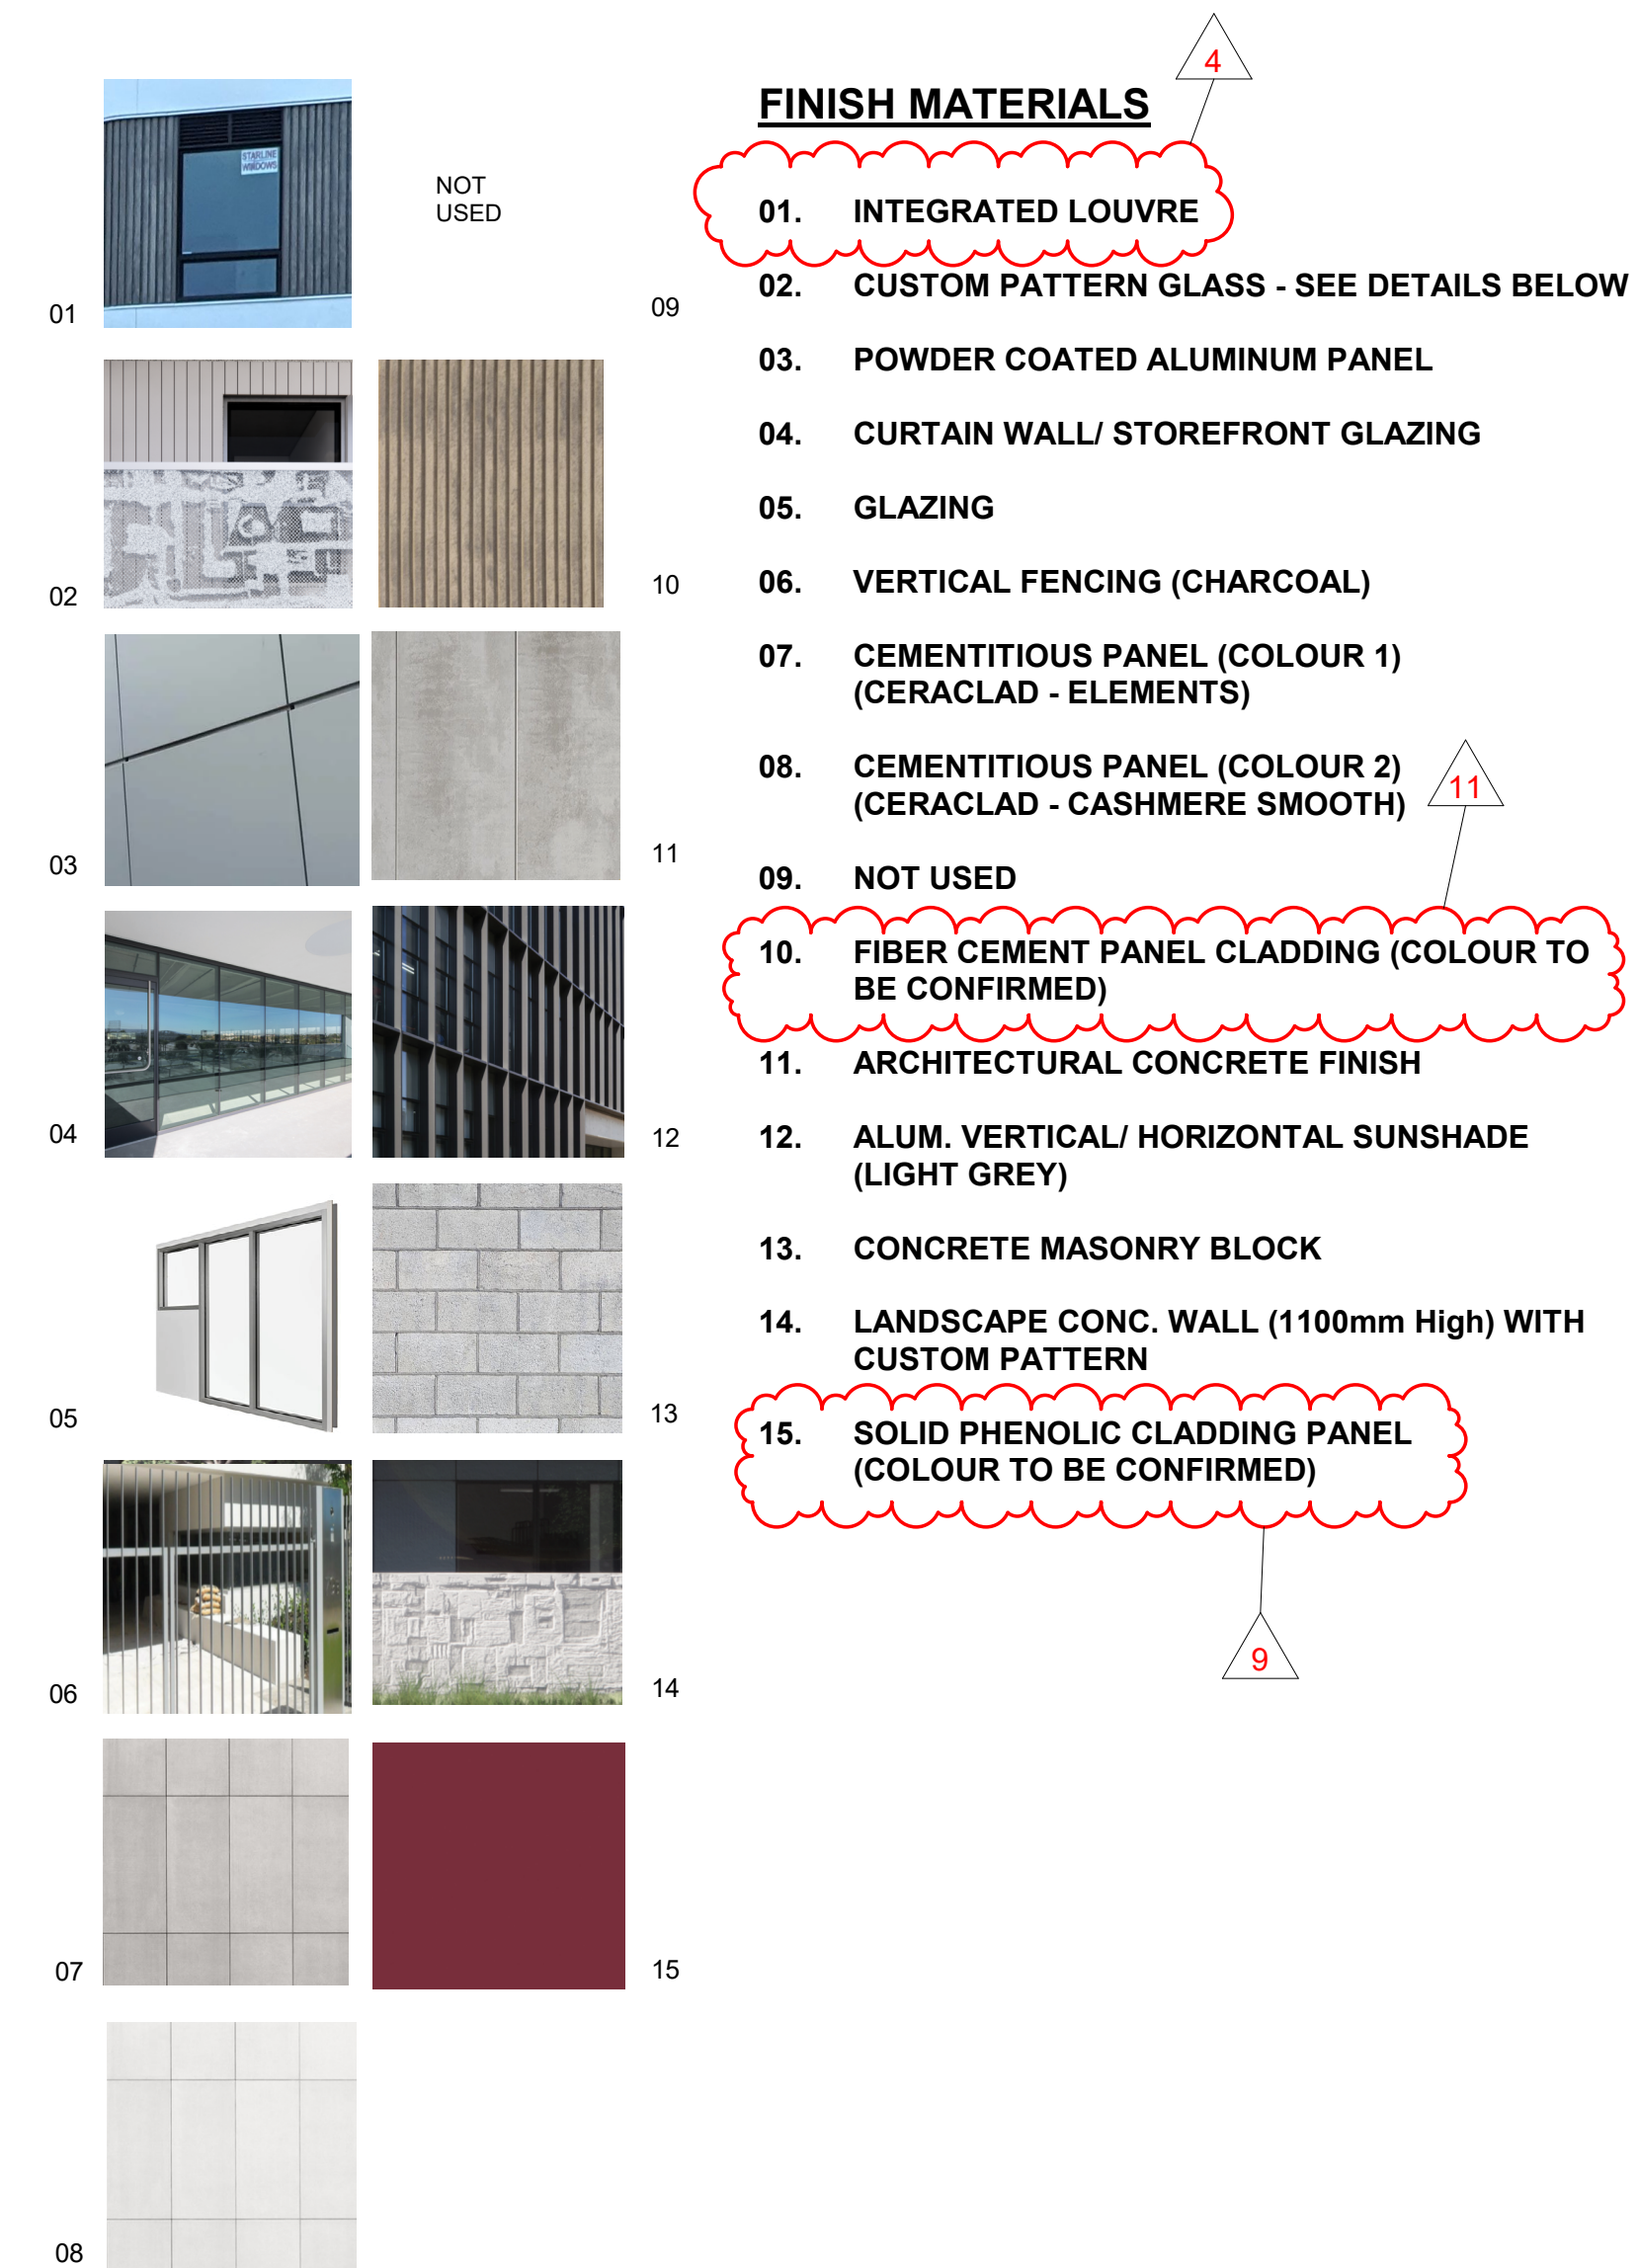 4
FINISH MATERIALS
01. INTEGRATED LOUVRE
02. CUSTOM PATTERN GLASS - SEE DETAILS BELOW
03. POWDER COATED ALUMINUM PANEL
04. CURTAIN WALL/ STOREFRONT GLAZING
05. GLAZING
06. VERTICAL FENCING (CHARCOAL)
07. CEMENTITIOUS PANEL (COLOUR 1)
(CERACLAD - ELEMENTS)
08. CEMENTITIOUS PANEL (COLOUR 2)
(CERACLAD - CASHMERE SMOOTH)
11
09. NOT USED
10. FIBER CEMENT PANEL CLADDING (COLOUR TO
BE CONFIRMED)
11. ARCHITECTURAL CONCRETE FINISH
12. ALUM. VERTICAL/ HORIZONTAL SUNSHADE
(LIGHT GREY)
13. CONCRETE MASONRY BLOCK
14. LANDSCAPE CONC. WALL (1100mm High) WITH
CUSTOM PATTERN
15. SOLID PHENOLIC CLADDING PANEL
(COLOUR TO BE CONFIRMED)
9
STARLINE
WINDOWS
01
NOT
USED
09
02
10
03
11
04
12
05
13
06
14
07
15
08